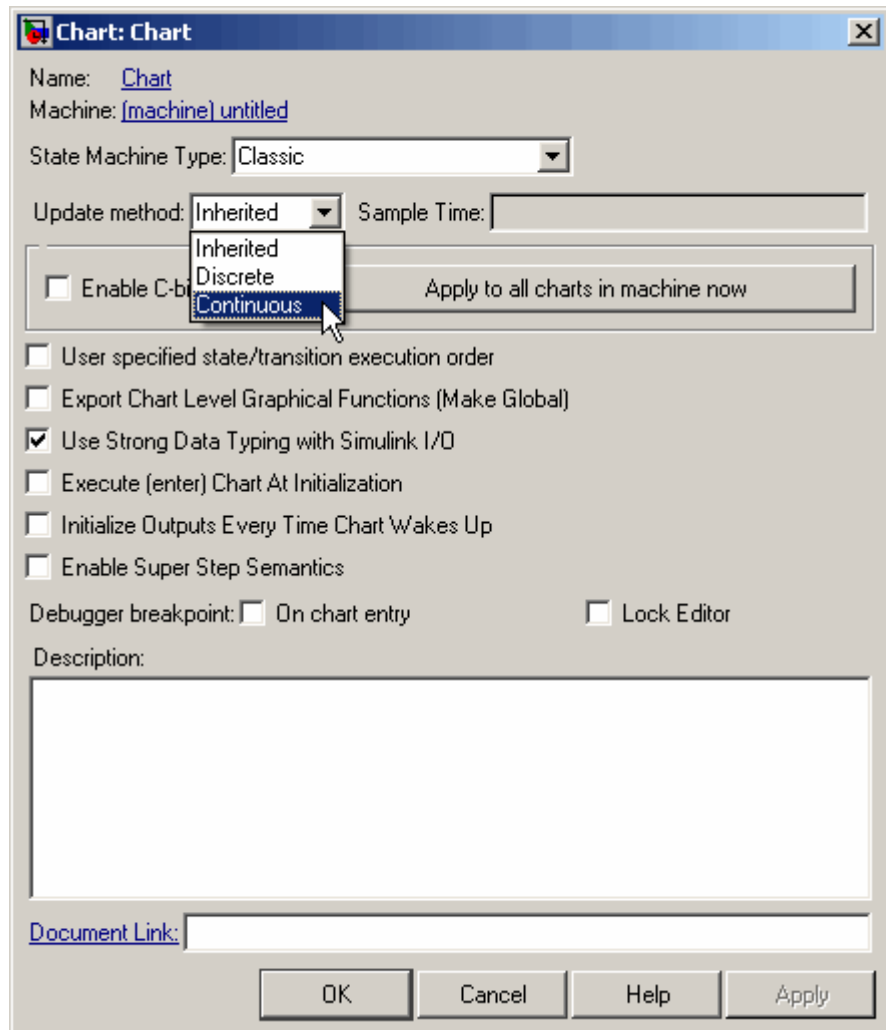 Chart: Chart
Name: Chart
Machine: (machine) untitled
State Machine Type: Classic
Update method: Inherited Sample Time:
Inherited
Discrete
Enable C-bi Apply to all charts in machine now
Continuous
User specified state/transition execution order
Export Chart Level Graphical Functions (Make Global)
Use Strong Data Typing with Simulink I/O
Execute (enter) Chart At Initialization
Initialize Outputs Every Time Chart Wakes Up
Enable Super Step Semantics
Debugger breakpoint: On chart entry Lock Editor
Description:
Document Link:
OK Cancel Help Apply